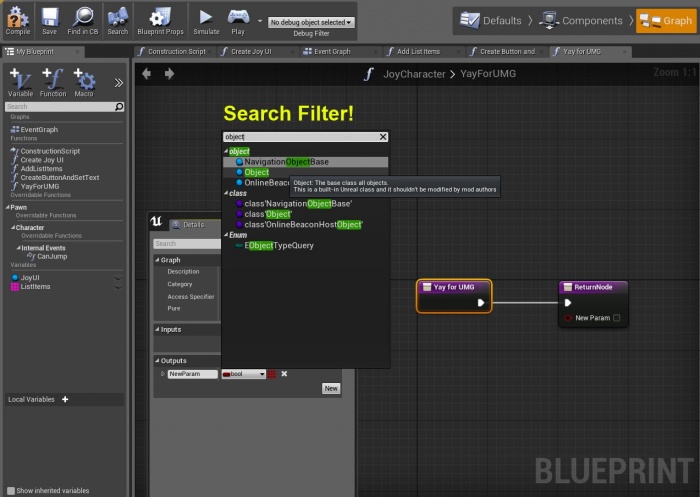 No debug object selected
Compile
Save
Find in CB
Search
Blueprint Props
Simulation
Play
Debug Filter
Defaults
Components
Graph
My Blueprint
Construction Script
Create Joy UI
Event Graph
Add List Items
Create Button and
Yay for UMG
Variable
Function
Macro
JoyCharacter > YayForUMG
Zoom 1:1
Search
Graphs
EventGraph
Functions
ConstructionScript
Create Joy UI
AddListItems
CreateButtonAndSetText
YayForUMG
Pawn
Overridable Functions
Character
Overridable Functions
Internal Events
CanJump
Variables
JoyUI
ListItems
Local Variables
Show inherited variables
Search Filter!
object
object
NavigationObjectBase
Object
OnlineBeaco
Object: The base class all objects.
This is a built-in Unreal class and it shouldn't be modified by mod authors
class
class'NavigationObjectBase'
class'Object'
class'OnlineBeaconHostObject'
Enum
EObjectTypeQuery
Details
Search
Graph
Description
Category
Access Specifier
Pure
Inputs
Outputs
NewParam
bool
New
Yay for UMG
ReturnNode
New Param
BLUEPRINT